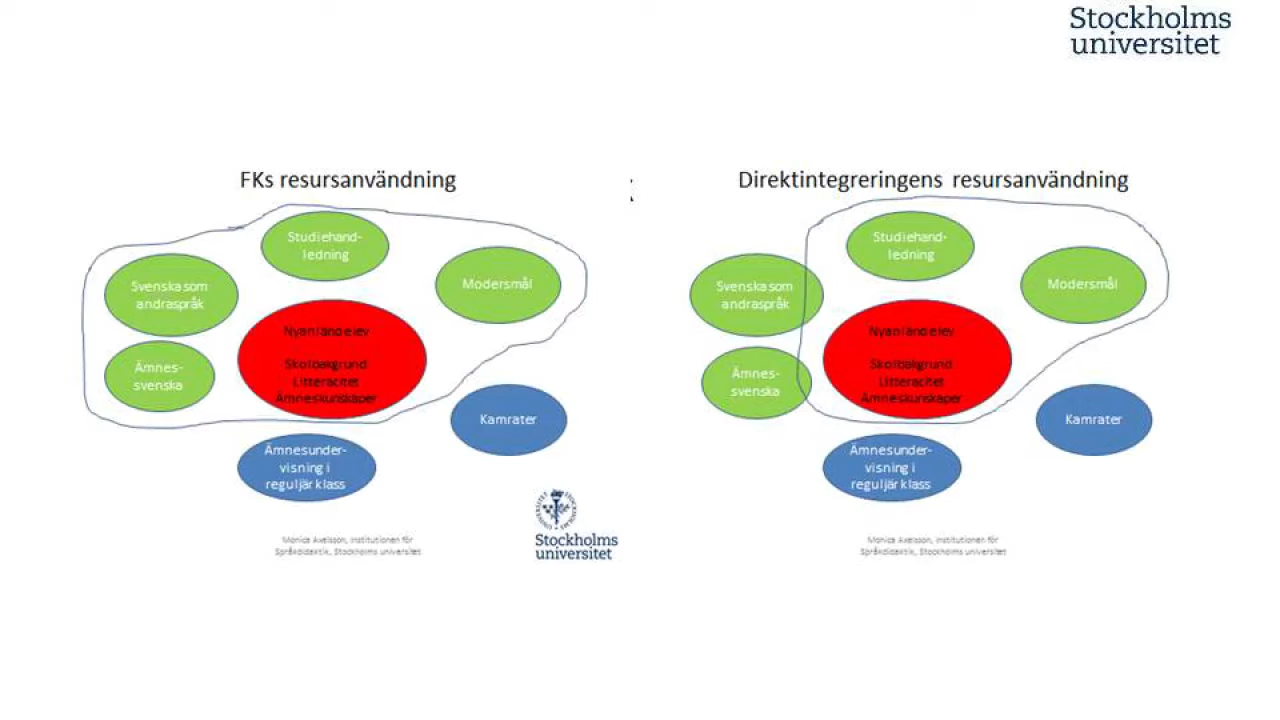 Stockholms
universitet
FKs resursanvändning
Studiehand-
ledning
Svenska som
andraspråk
Modersmål
Nyanländ elev
Skolbakgrund
Litteracitet
Ämneskunskaper
Ämnes-
svenska
Kamrater
Ämnesunder-
visning i
reguljär klass
Monica Axelsson, Institutionen för
Språkdidaktik, Stockholms universitet
Stockholms
universitet
Direktintegreringens resursanvändning
Studiehand-
ledning
Svenska som
andraspråk
Modersmål
Nyanländ elev
Skolbakgrund
Litteracitet
Ämneskunskaper
Ämnes-
svenska
Kamrater
Ämnesunder-
visning i
reguljär klass
Monica Axelsson, Institutionen för
Språkdidaktik, Stockholms universitet